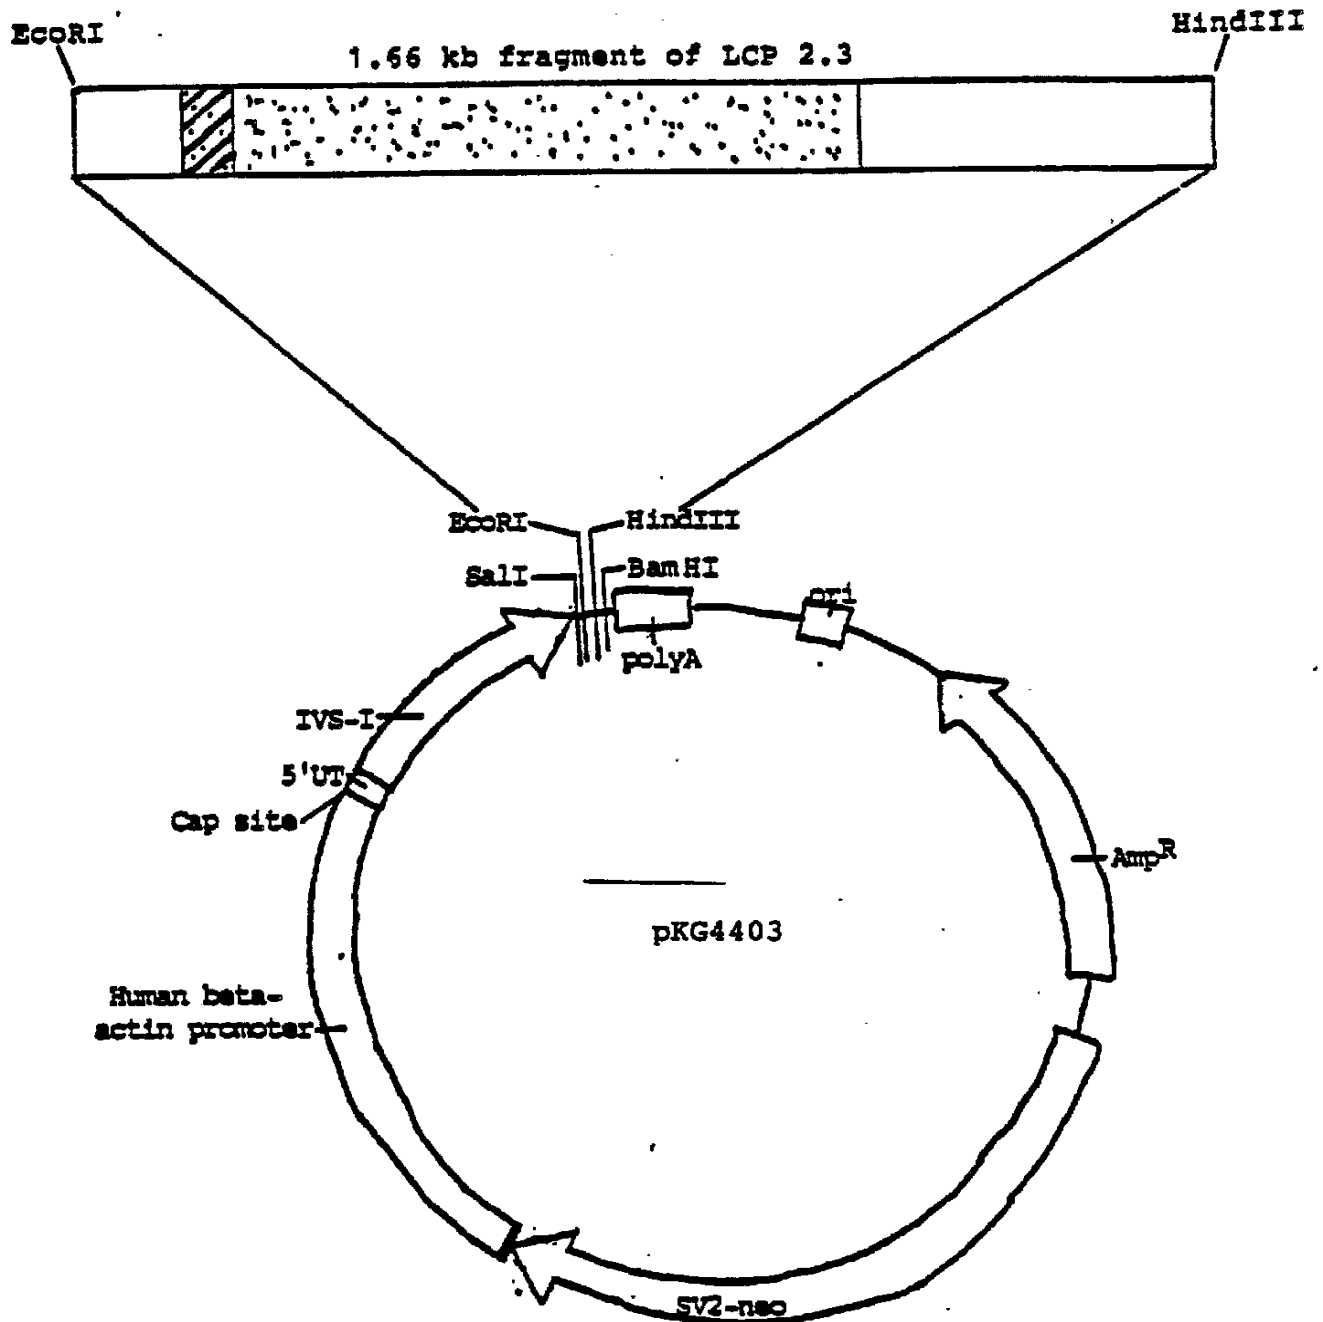 EcoRI
HindIII
1.66 kb fragment of LCP 2.3
EcoRI
HindIII
SalI
BamHI
ori
polyA
IVS-I
5'UT
Cap site
AmpR
pKG4403
Human beta-
actin promoter
SV2-neo